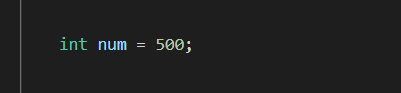 int num = 500;